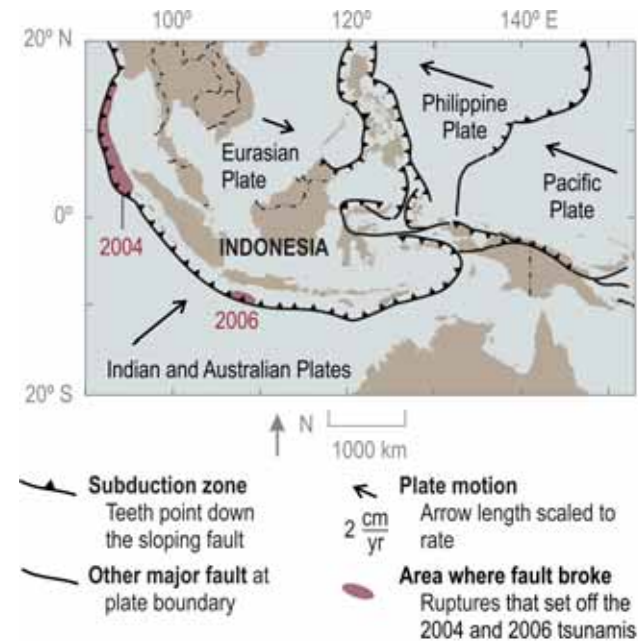 100º 120º 140º E
20º N
Philippine
Plate
Eurasian
Plate
Pacific
Plate
0º
INDONESIA
2004
2006
Indian and Australian Plates
20º S
N
1000 km
Subduction zone
Teeth point down
the sloping fault
Other major fault at
plate boundary
Plate motion
Arrow length scaled to
rate
2 cm
yr
Area where fault broke
Ruptures that set off the
2004 and 2006 tsunamis